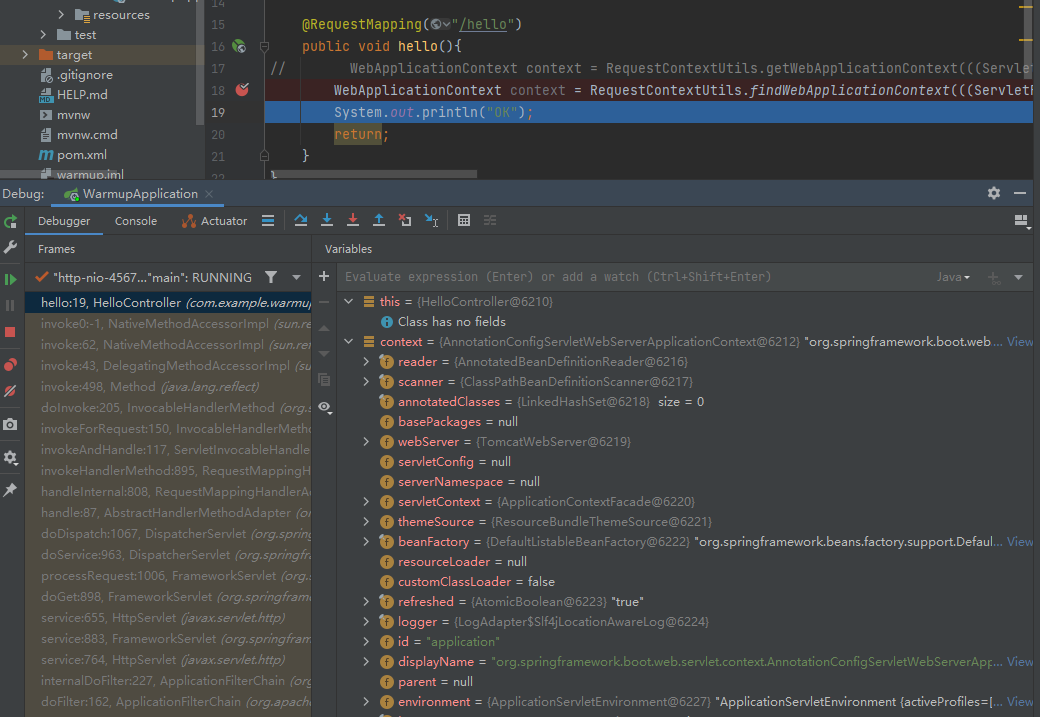 resources
test
target
.gitignore
HELP.md
mvnw
mvnw.cmd
pom.xml
warmup.iml
14
15 @RequestMapping("/hello")
16 public void hello(){
17 // WebApplicationContext context = RequestContextUtils.getWebApplicationContext(((Servlet
18 WebApplicationContext context = RequestContextUtils.findWebApplicationContext(((ServletR
19 System.out.println("OK");
20 return;
21 }
22 }
Debug: WarmupApplication
Debugger Console Actuator
Frames
"http-nio-4567..."main": RUNNING
hello:19, HelloController (com.example.warmup
invoke0:-1, NativeMethodAccessorImpl (sun.re
invoke:62, NativeMethodAccessorImpl (sun.ref
invoke:43, DelegatingMethodAccessorImpl (su
invoke:498, Method (java.lang.reflect)
doInvoke:205, InvocableHandlerMethod (org.s
invokeForRequest:150, InvocableHandlerMetho
invokeAndHandle:117, ServletInvocableHandle
invokeHandlerMethod:895, RequestMappingH
handleInternal:808, RequestMappingHandlerAc
handle:87, AbstractHandlerMethodAdapter (or
doDispatch:1067, DispatcherServlet (org.spring
doService:963, DispatcherServlet (org.springfr
processRequest:1006, FrameworkServlet (org.s
doGet:898, FrameworkServlet (org.springframe
service:655, HttpServlet (javax.servlet.http)
service:883, FrameworkServlet (org.springfram
service:764, HttpServlet (javax.servlet.http)
internalDoFilter:227, ApplicationFilterChain (org
doFilter:162, ApplicationFilterChain (org.apach
Variables
Evaluate expression (Enter) or add a watch (Ctrl+Shift+Enter) Java
this = {HelloController@6210}
Class has no fields
context = {AnnotationConfigServletWebServerApplicationContext@6212} "org.springframework.boot.web... View
reader = {AnnotatedBeanDefinitionReader@6216}
scanner = {ClassPathBeanDefinitionScanner@6217}
annotatedClasses = {LinkedHashSet@6218} size = 0
basePackages = null
webServer = {TomcatWebServer@6219}
servletConfig = null
serverNamespace = null
servletContext = {ApplicationContextFacade@6220}
themeSource = {ResourceBundleThemeSource@6221}
beanFactory = {DefaultListableBeanFactory@6222} "org.springframework.beans.factory.support.Defaul... View
resourceLoader = null
customClassLoader = false
refreshed = {AtomicBoolean@6223} "true"
logger = {LogAdapter$Slf4jLocationAwareLog@6224}
id = "application"
displayName = "org.springframework.boot.web.servlet.context.AnnotationConfigServletWebServerApp... View
parent = null
environment = {ApplicationServletEnvironment@6227} "ApplicationServletEnvironment {activeProfiles=[... View